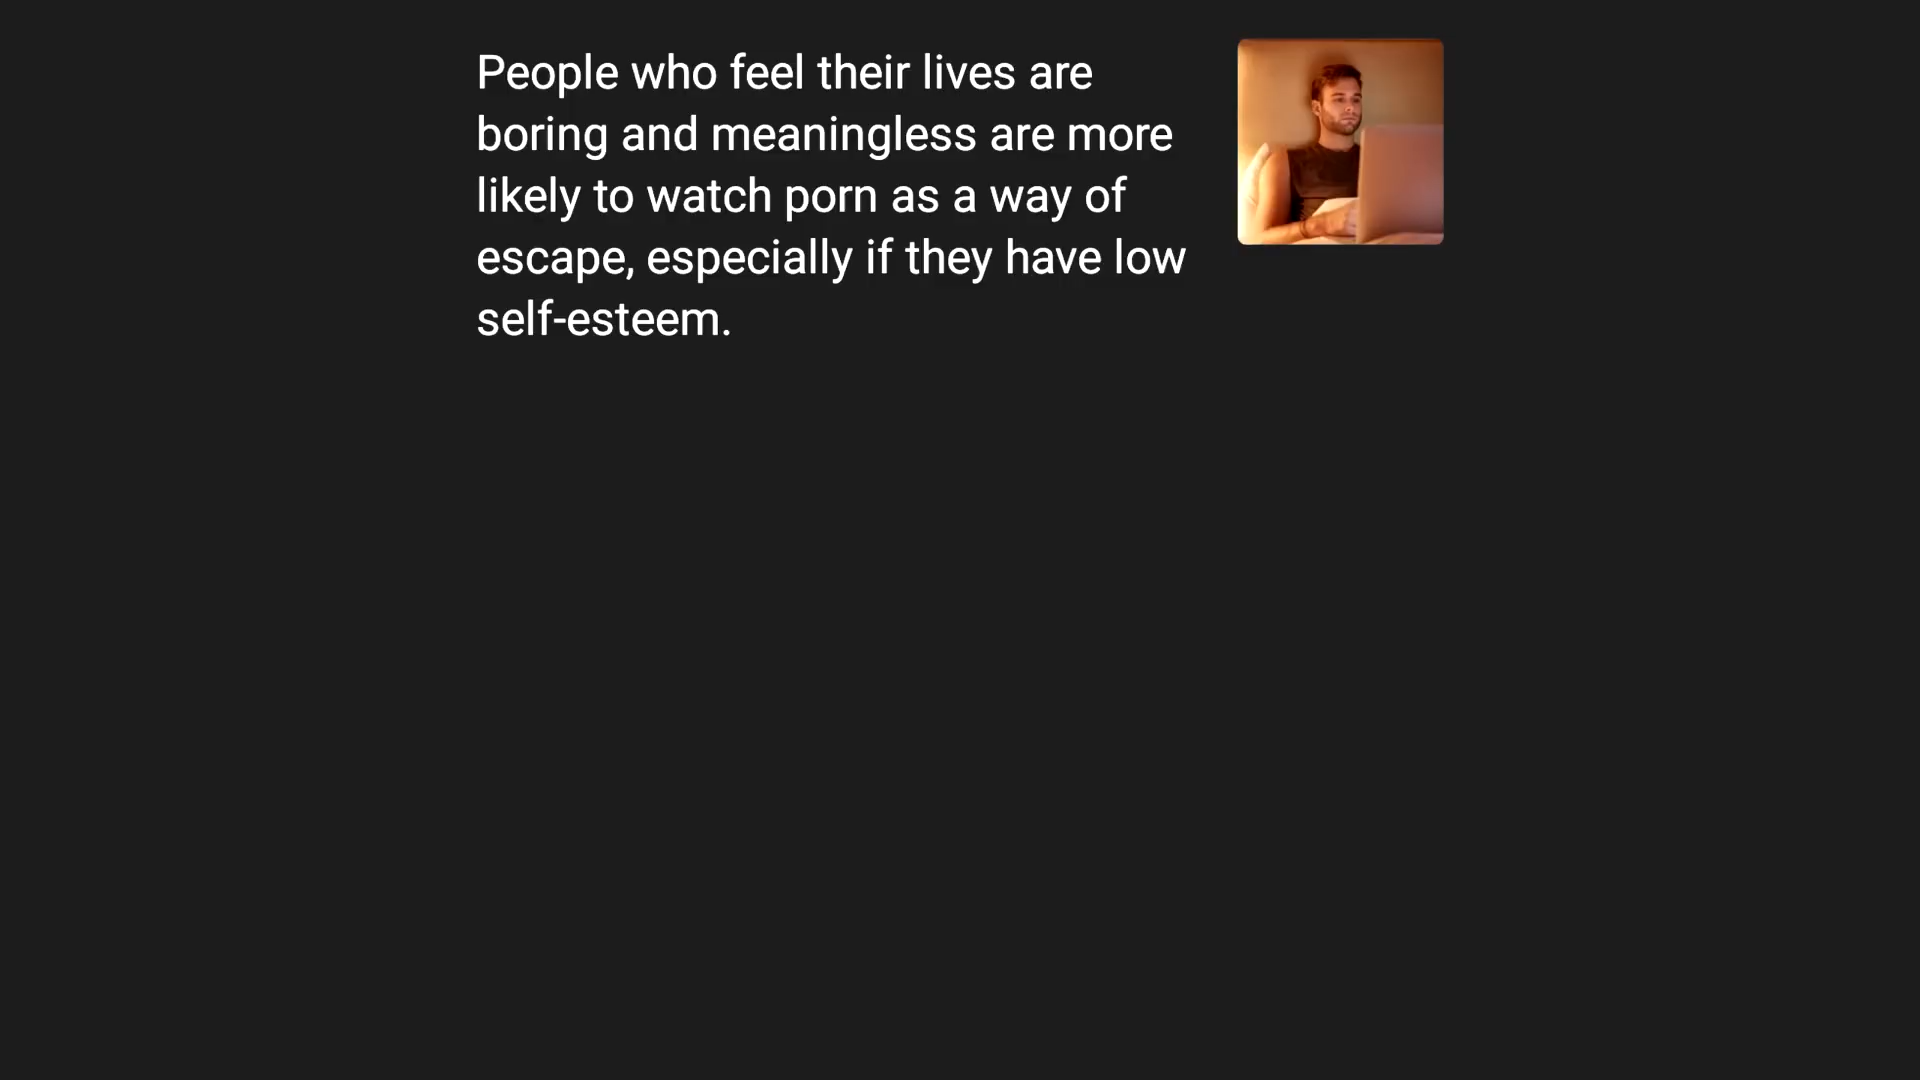 People who feel their lives are
boring and meaningless are more
likely to watch porn as a way of
escape, especially if they have low
self-esteem.